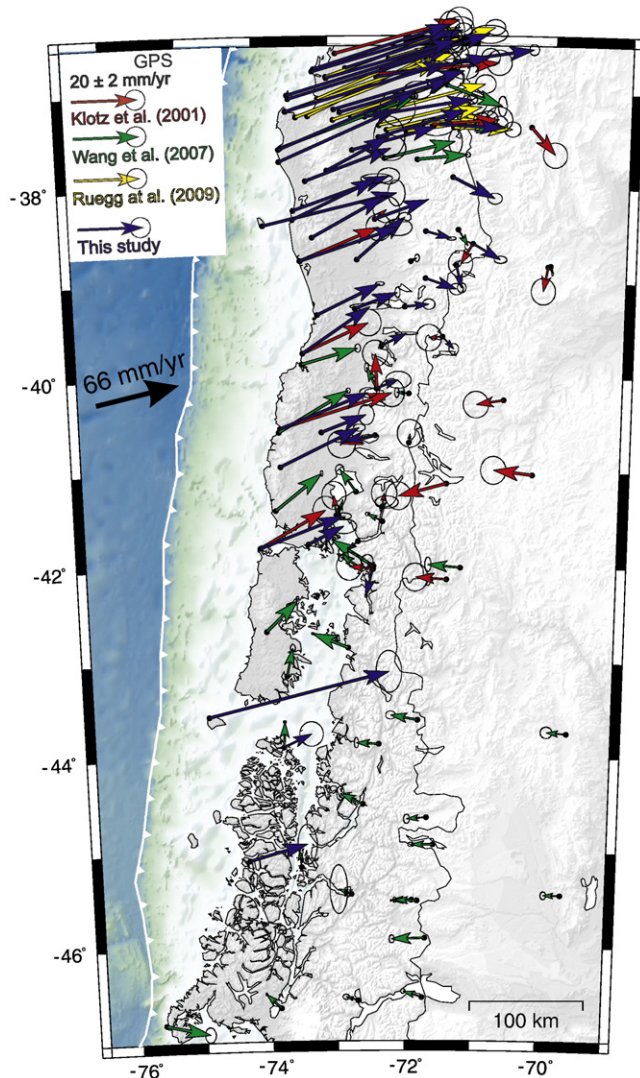 GPS
20 ± 2 mm/yr
Klotz et al. (2001)
Wang et al. (2007)
Ruegg at al. (2009)
This study
-38°
66 mm/yr
-40°
-42°
-44°
-46°
100 km
-76°
-74°
-72°
-70°